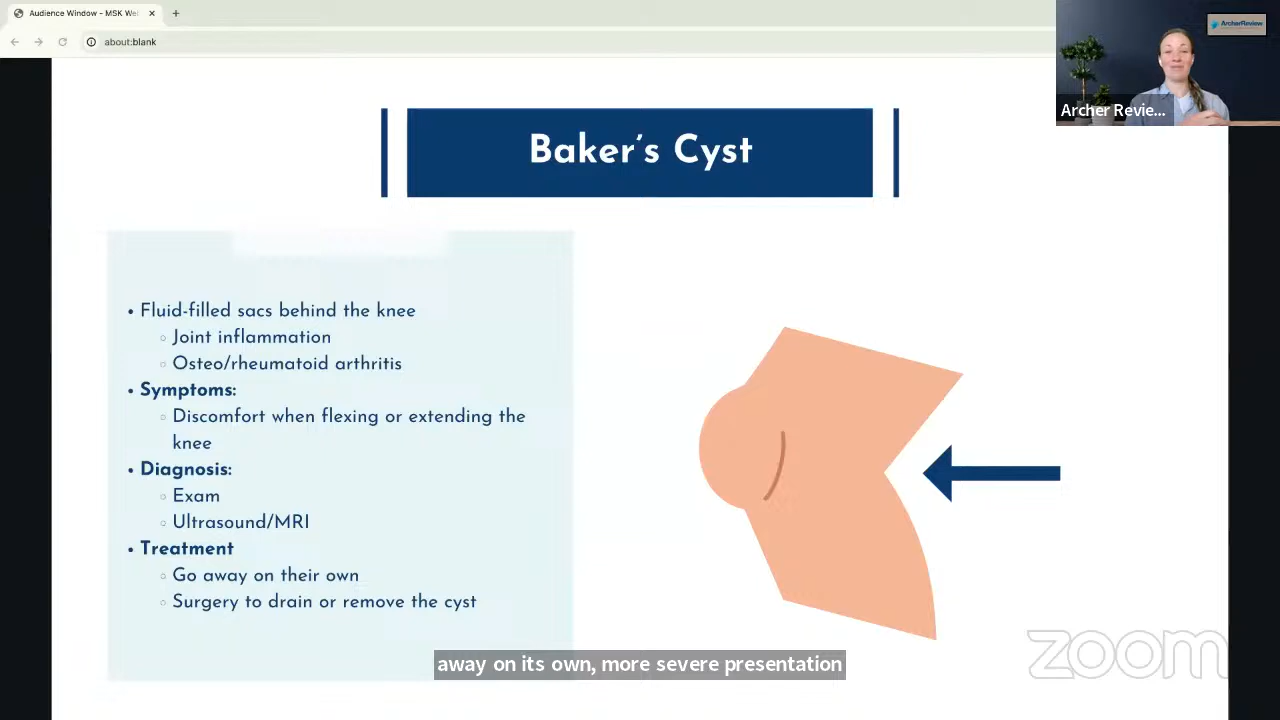 Audience Window - MSK We
about:blank
ArcherReview
Archer Revie...
Baker's Cyst
• Fluid-filled sacs behind the knee
○ Joint inflammation
○ Osteo/rheumatoid arthritis
• Symptoms:
○ Discomfort when flexing or extending the
knee
• Diagnosis:
○ Exam
○ Ultrasound/MRI
• Treatment
○ Go away on their own
○ Surgery to drain or remove the cyst
away on its own, more severe presentation
zoom